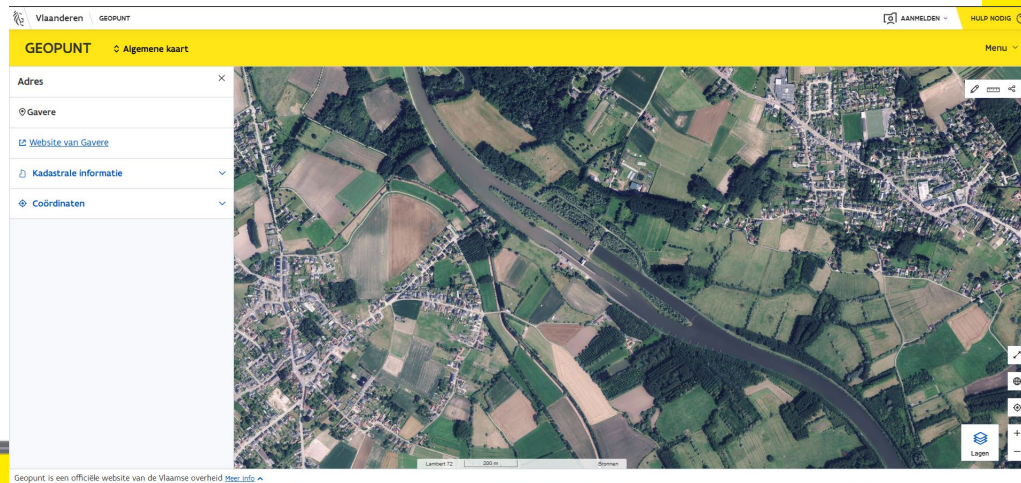 Vlaanderen GEOPUNT AANMELDEN HULP NODIG
GEOPUNT Algemene kaart Menu
Adres
Gavere
Website van Gavere
Kadastrale informatie
Coördinaten
Lagen
Lambert 72 200 m Bronnen
Geopunt is een officiële website van de Vlaamse overheid Meer info